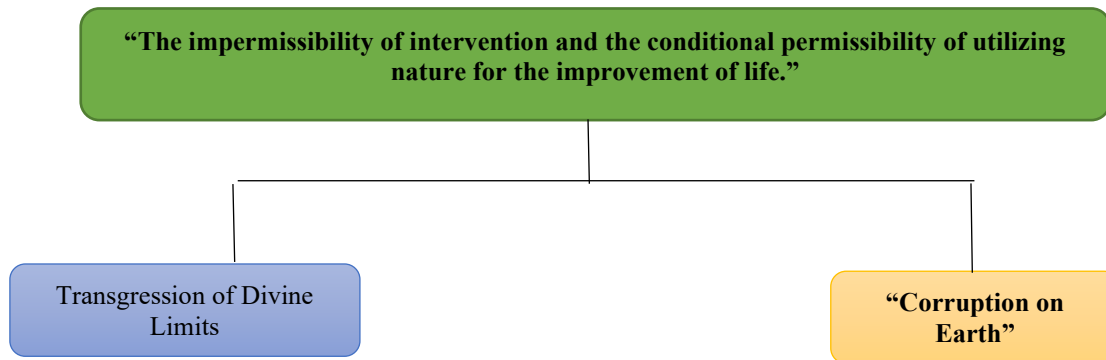 “The impermissibility of intervention and the conditional permissibility of utilizing
nature for the improvement of life.”
Transgression of Divine
Limits
“Corruption on
Earth”